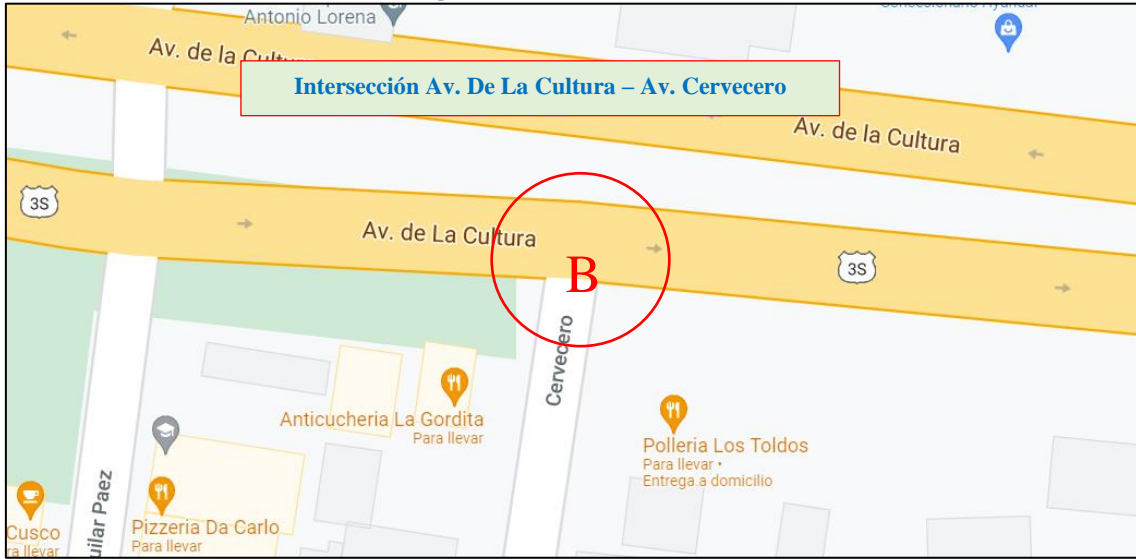 Antonio Lorena
Av. de la
Intersección Av. De La Cultura – Av. Cervecero
Av. de la Cultura
3S
Av. de La Cultura
3S
B
Cervecero
Anticucheria La Gordita
Para llevar
Polleria Los Toldos
Para llevar •
Entrega a domicilio
Cusco
Para llevar
uilar Paez
Pizzeria Da Carlo
Para llevar